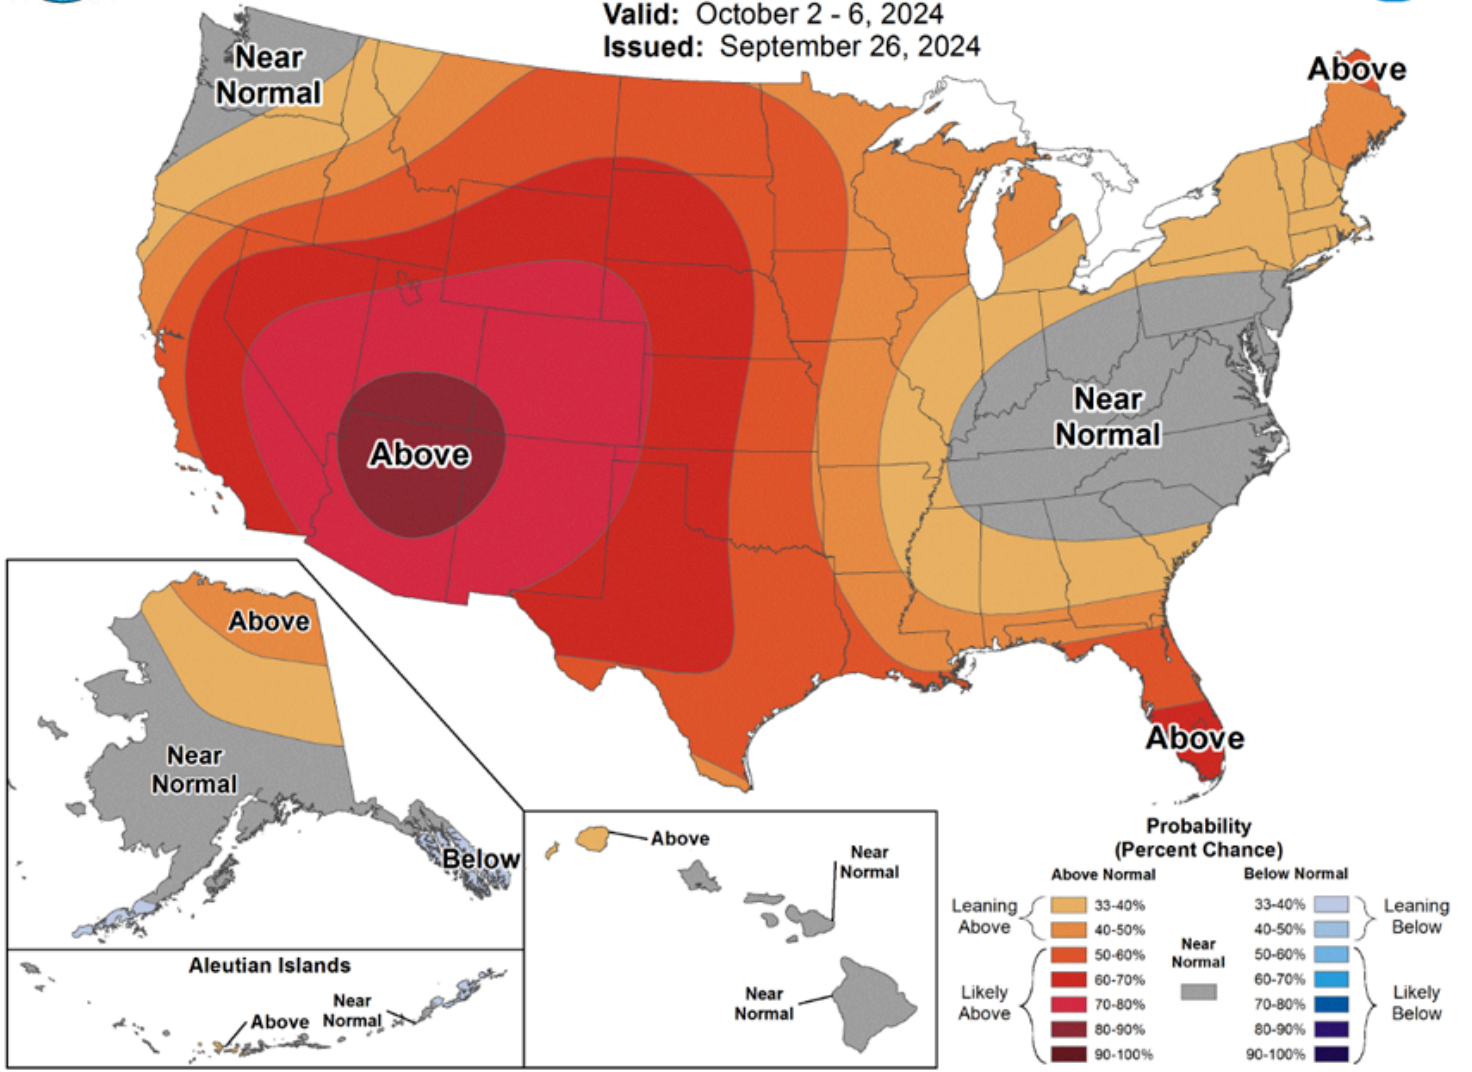 Valid: October 2 - 6, 2024
Issued: September 26, 2024
Near
Normal
Above
Above
Near
Normal
Above
Above
Near
Normal
Below
Aleutian Islands
Above
Near
Normal
Above
Near
Normal
Near
Normal
Probability
(Percent Chance)
Above Normal
Below Normal
Leaning
Above
33-40%
40-50%
Likely
Above
50-60%
60-70%
70-80%
80-90%
90-100%
Near
Normal
33-40%
40-50%
Leaning
Below
50-60%
60-70%
70-80%
80-90%
90-100%
Likely
Below